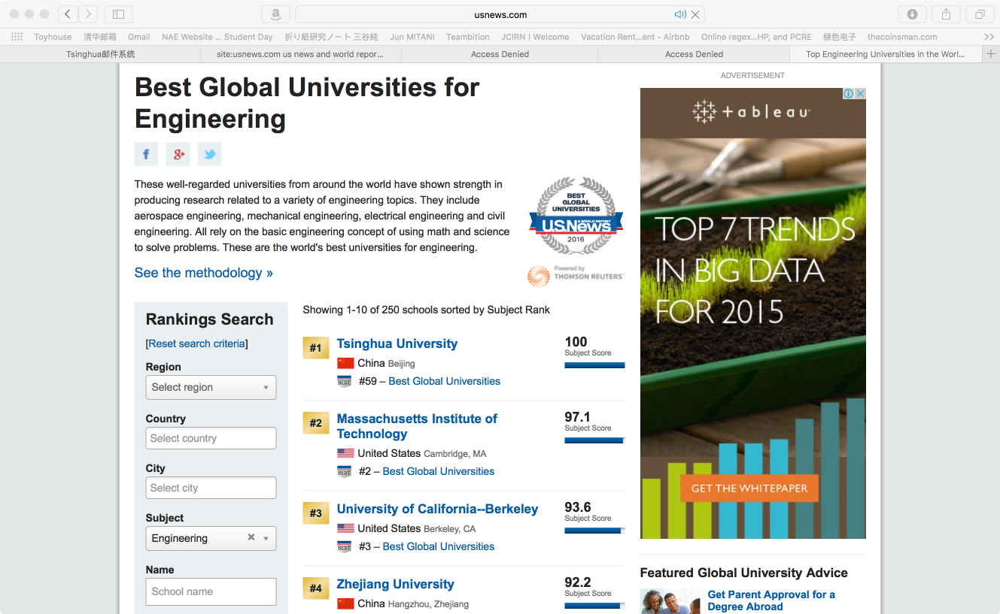 usnews.com
Toyhouse 清华邮箱 Gmail NAE Website ... Student Day 折り紙研究ノート 三谷純 Jun MITANI Teambition JCIRN | Welcome Vacation Rent...ent - Airbnb Online regex...HP, and PCRE 绿色电子 thecoinsman.com
Tsinghua邮件系统 site:usnews.com us news and world repor... Access Denied Access Denied Top Engineering Universities in the Worl...
Best Global Universities for
Engineering
These well-regarded universities from around the world have shown strength in
producing research related to a variety of engineering topics. They include
aerospace engineering, mechanical engineering, electrical engineering and civil
engineering. All rely on the basic engineering concept of using math and science
to solve problems. These are the world's best universities for engineering.
See the methodology »
BEST
GLOBAL
UNIVERSITIES
U.S.News
& WORLD REPORT
2016
Powered by
THOMSON REUTERS
Rankings Search
[Reset search criteria]
Region
Select region
Country
Select country
City
Select city
Subject
Engineering
Name
School name
Showing 1-10 of 250 schools sorted by Subject Rank
#1 Tsinghua University 100
Subject Score
China Beijing
BEST #59 – Best Global Universities
#2 Massachusetts Institute of 97.1
Technology Subject Score
United States Cambridge, MA
BEST #2 – Best Global Universities
#3 University of California--Berkeley 93.6
Subject Score
United States Berkeley, CA
BEST #3 – Best Global Universities
#4 Zhejiang University 92.2
Subject Score
China Hangzhou, Zhejiang
ADVERTISEMENT
+ableau
TOP 7 TRENDS
IN BIG DATA
FOR 2015
GET THE WHITEPAPER
Featured Global University Advice
Get Parent Approval for a
Degree Abroad